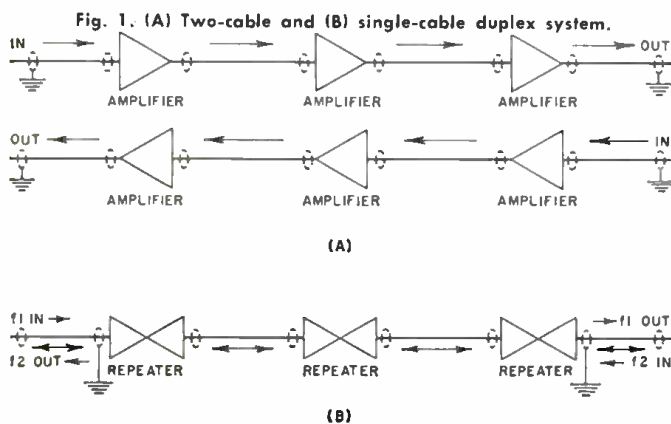 Fig. 1. (A) Two-cable and (B) single-cable duplex system.
IN
OUT
AMPLIFIER
AMPLIFIER
AMPLIFIER
OUT
IN
AMPLIFIER
AMPLIFIER
AMPLIFIER
(A)
f1 IN
f1 OUT
f2 OUT
f2 IN
REPEATER
REPEATER
REPEATER
(B)